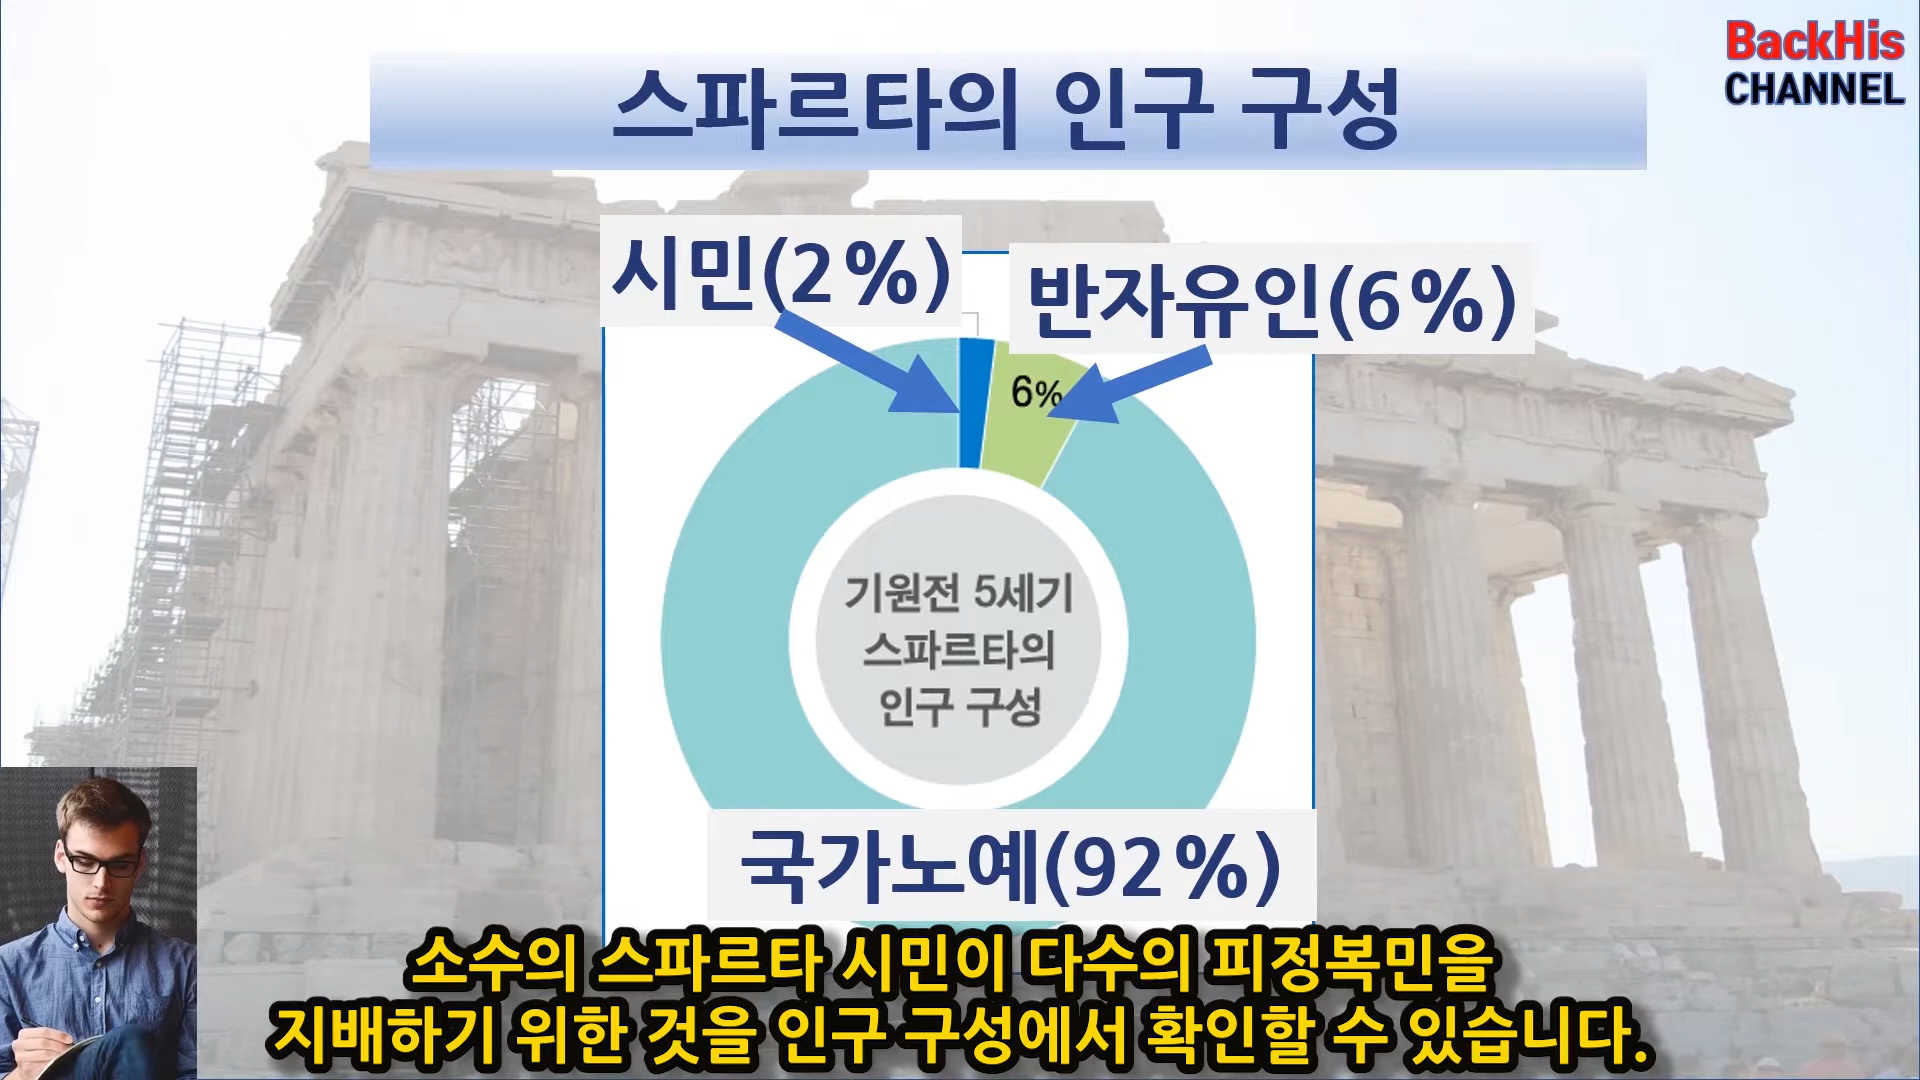 BackHis
CHANNEL
스파르타의 인구 구성
시민(2%)
반자유인(6%)
6%
기원전 5세기
스파르타의
인구 구성
국가노예(92%)
소수의 스파르타 시민이 다수의 피정복민을
지배하기 위한 것을 인구 구성에서 확인할 수 있습니다.